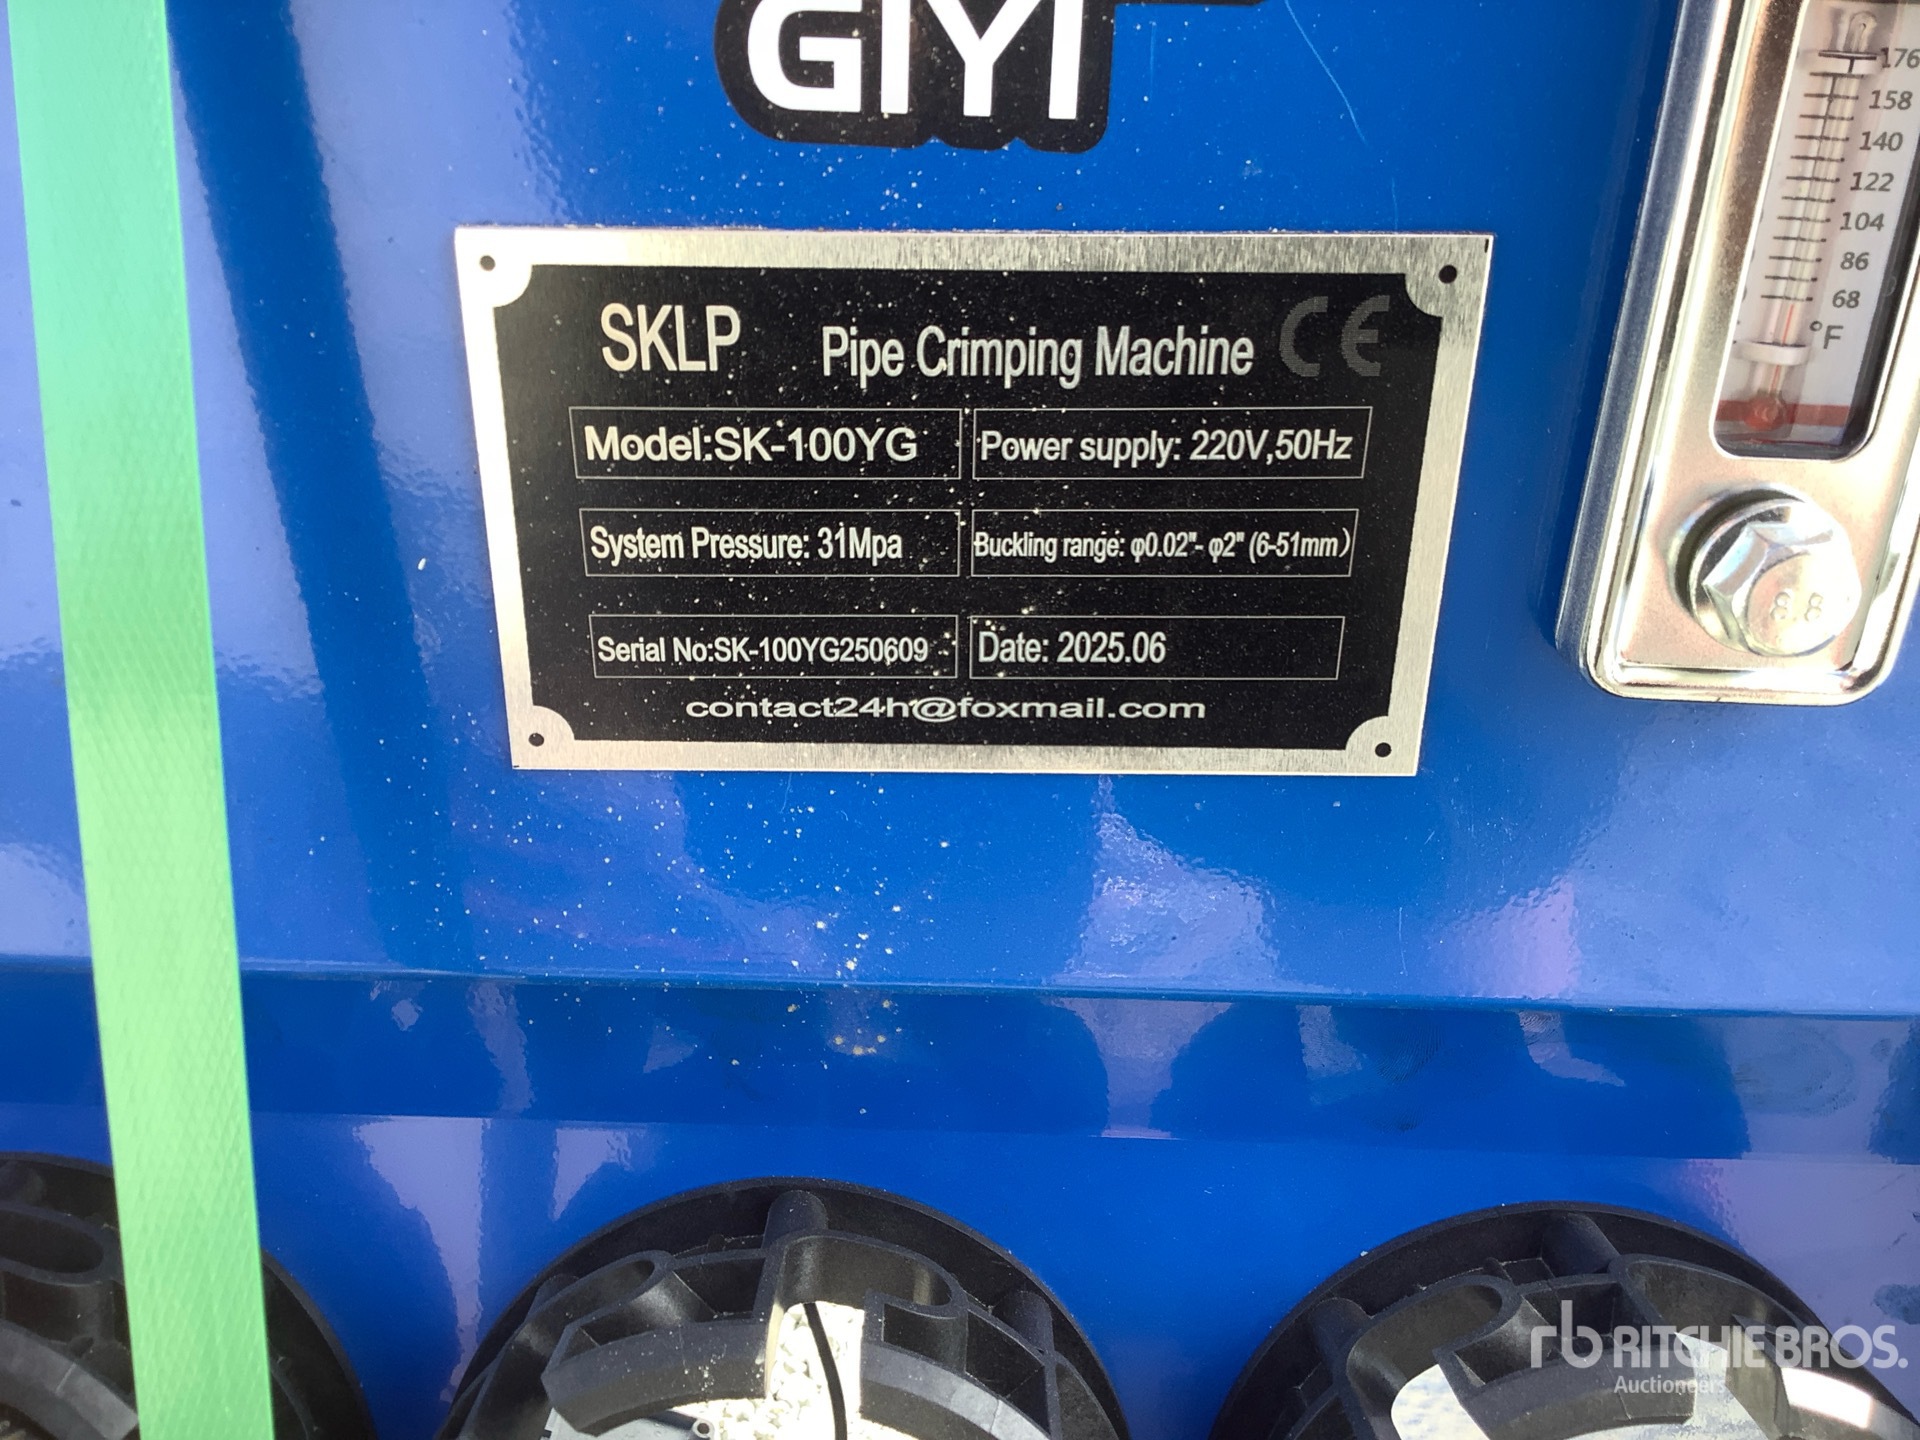 GIYI
SKLP Pipe Crimping Machine CE
Model:SK-100YG Power supply: 220V,50Hz
System Pressure: 31Mpa Buckling range: φ0.02"- φ2" (6-51mm)
Serial No:SK-100YG250609 Date: 2025.06
contact24h@foxmail.com
176
158
140
122
104
86
68
°F
8.8
rb RITCHIE BROS.
Auctioneers